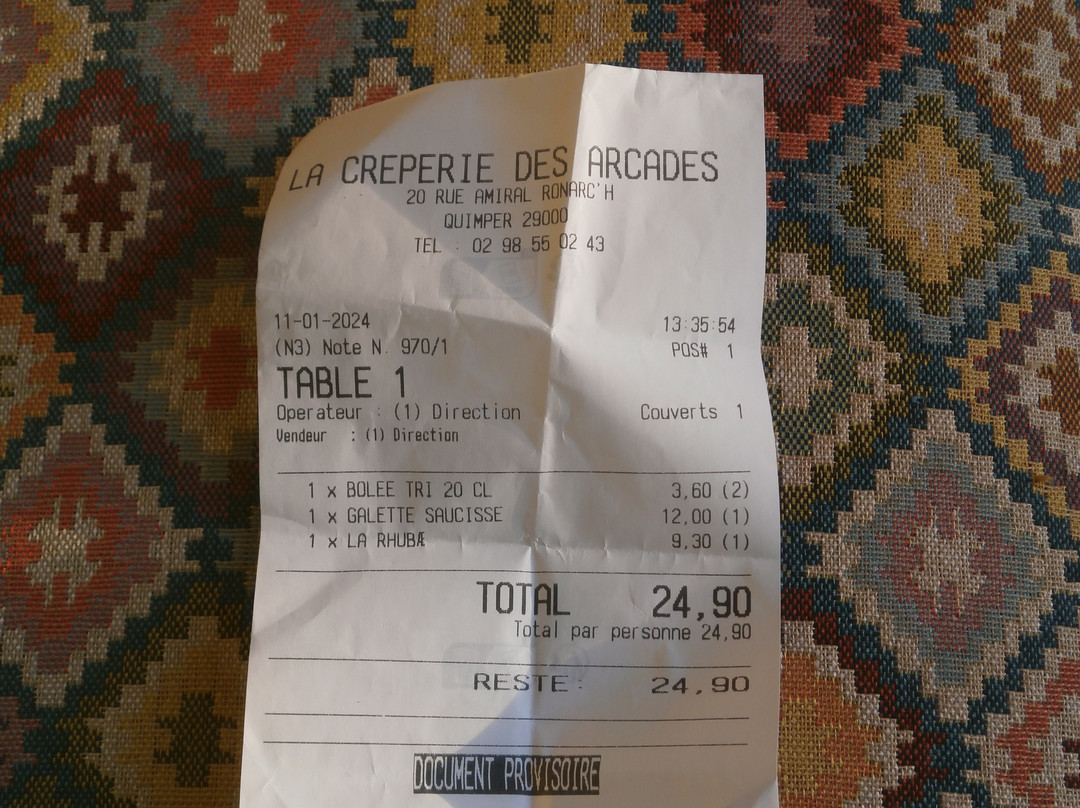 LA CREPERIE DES ARCADES
20 RUE AMIRAL RONARC'H
QUIMPER 29000
TEL : 02 98 55 02 43
11-01-2024 13:35:54
(N3) Note N. 970/1 POS# 1
TABLE 1
Operateur : (1) Direction Couverts 1
Vendeur : (1) Direction
1 x BOLEE TRI 20 CL 3,60 (2)
1 x GALETTE SAUCISSE 12,00 (1)
1 x LA RHUBÆ 9,30 (1)
TOTAL 24,90
Total par personne 24,90
RESTE: 24,90
DOCUMENT PROVISOIRE